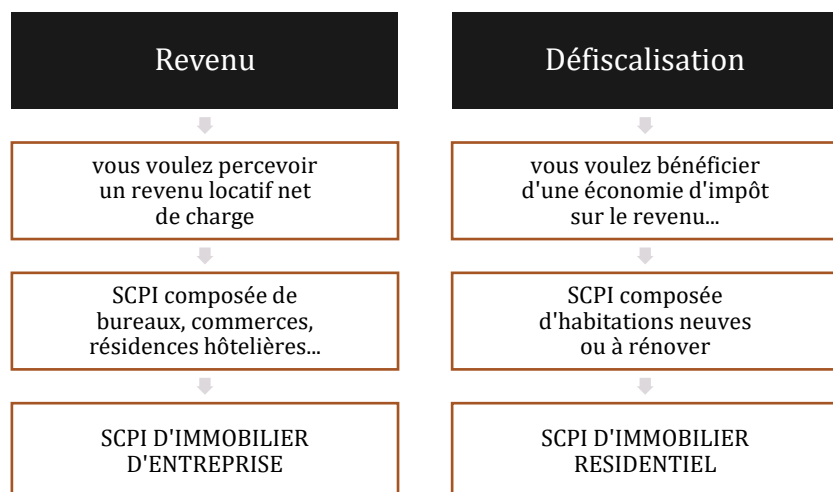 Revenu
vous voulez percevoir
un revenu locatif net
de charge
SCPI composée de
bureaux, commerces,
résidences hôtelières...
SCPI D'IMMOBILIER
D'ENTREPRISE
Défiscalisation
vous voulez bénéficier
d'une économie d'impôt
sur le revenu...
SCPI composée
d'habitations neuves
ou à rénover
SCPI D'IMMOBILIER
RESIDENTIEL